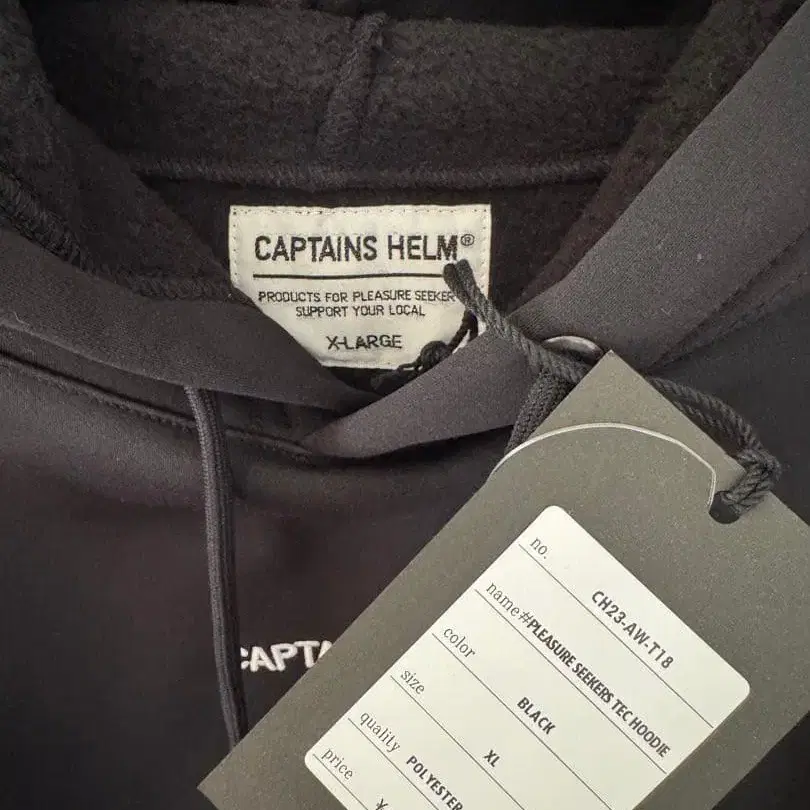 CAPTAINS HELM®
PRODUCTS FOR PLEASURE SEEKER
SUPPORT YOUR LOCAL
X-LARGE
CAPTA
no. CH23-AW-T18
name #PLEASURE SEEKERS TEC HOODIE
color BLACK
size XL
quality POLYESTER
price ¥